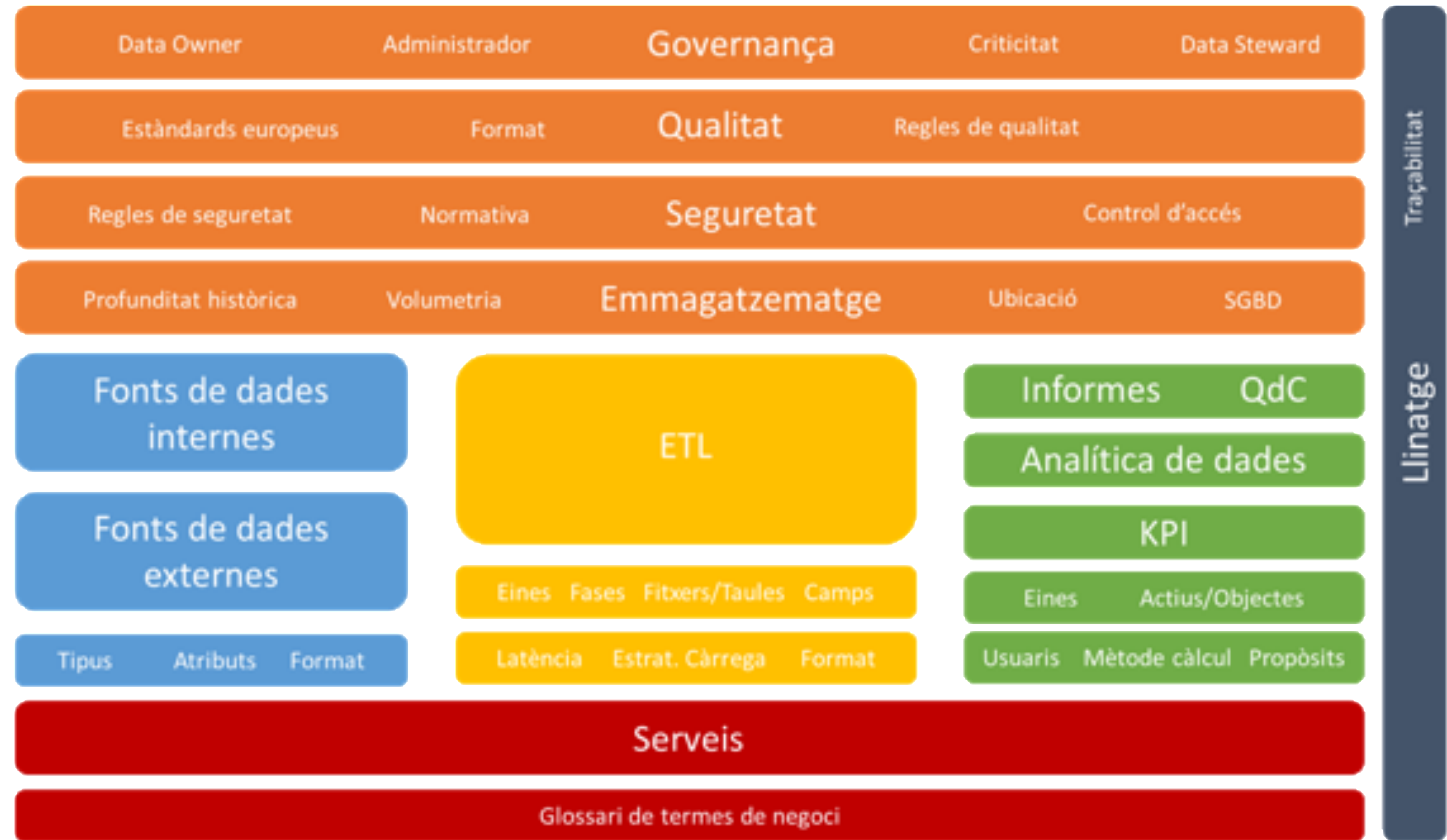 Data Owner Administrador Governança Criticitat Data Steward
Estàndards europeus Format Qualitat Regles de qualitat
Regles de seguretat Normativa Seguretat Control d'accés
Profunditat històrica Volumetria Emmagatzematge Ubicació SGBD
Fonts de dades
internes
Fonts de dades
externes
Tipus Atributs Format
ETL
Eines Fases Fitxers/Taules Camps
Latència Estrat. Càrrega Format
Informes QdC
Analítica de dades
KPI
Eines Actius/Objectes
Usuaris Mètode càlcul Propòsits
Serveis
Glossari de termes de negoci
Llinatge Traçabilitat